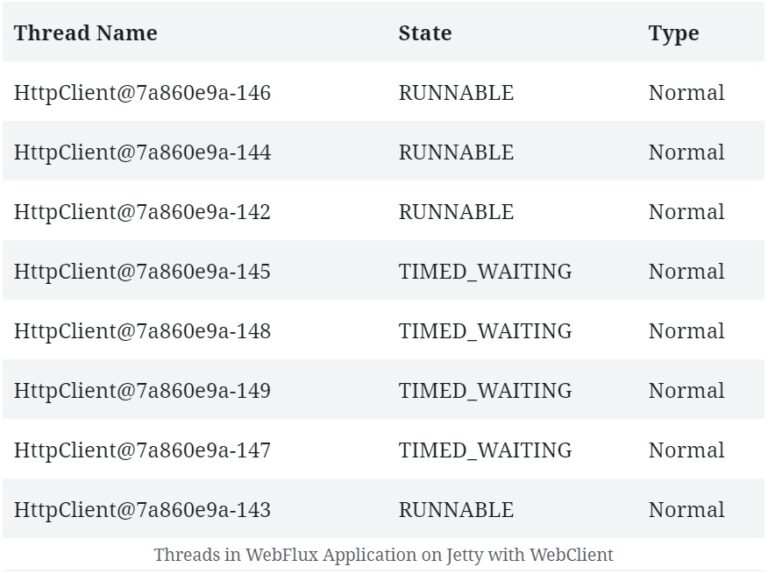 Thread Name State Type
HttpClient@7a860e9a-146 RUNNABLE Normal
HttpClient@7a860e9a-144 RUNNABLE Normal
HttpClient@7a860e9a-142 RUNNABLE Normal
HttpClient@7a860e9a-145 TIMED_WAITING Normal
HttpClient@7a860e9a-148 TIMED_WAITING Normal
HttpClient@7a860e9a-149 TIMED_WAITING Normal
HttpClient@7a860e9a-147 TIMED_WAITING Normal
HttpClient@7a860e9a-143 RUNNABLE Normal
Threads in WebFlux Application on Jetty with WebClient